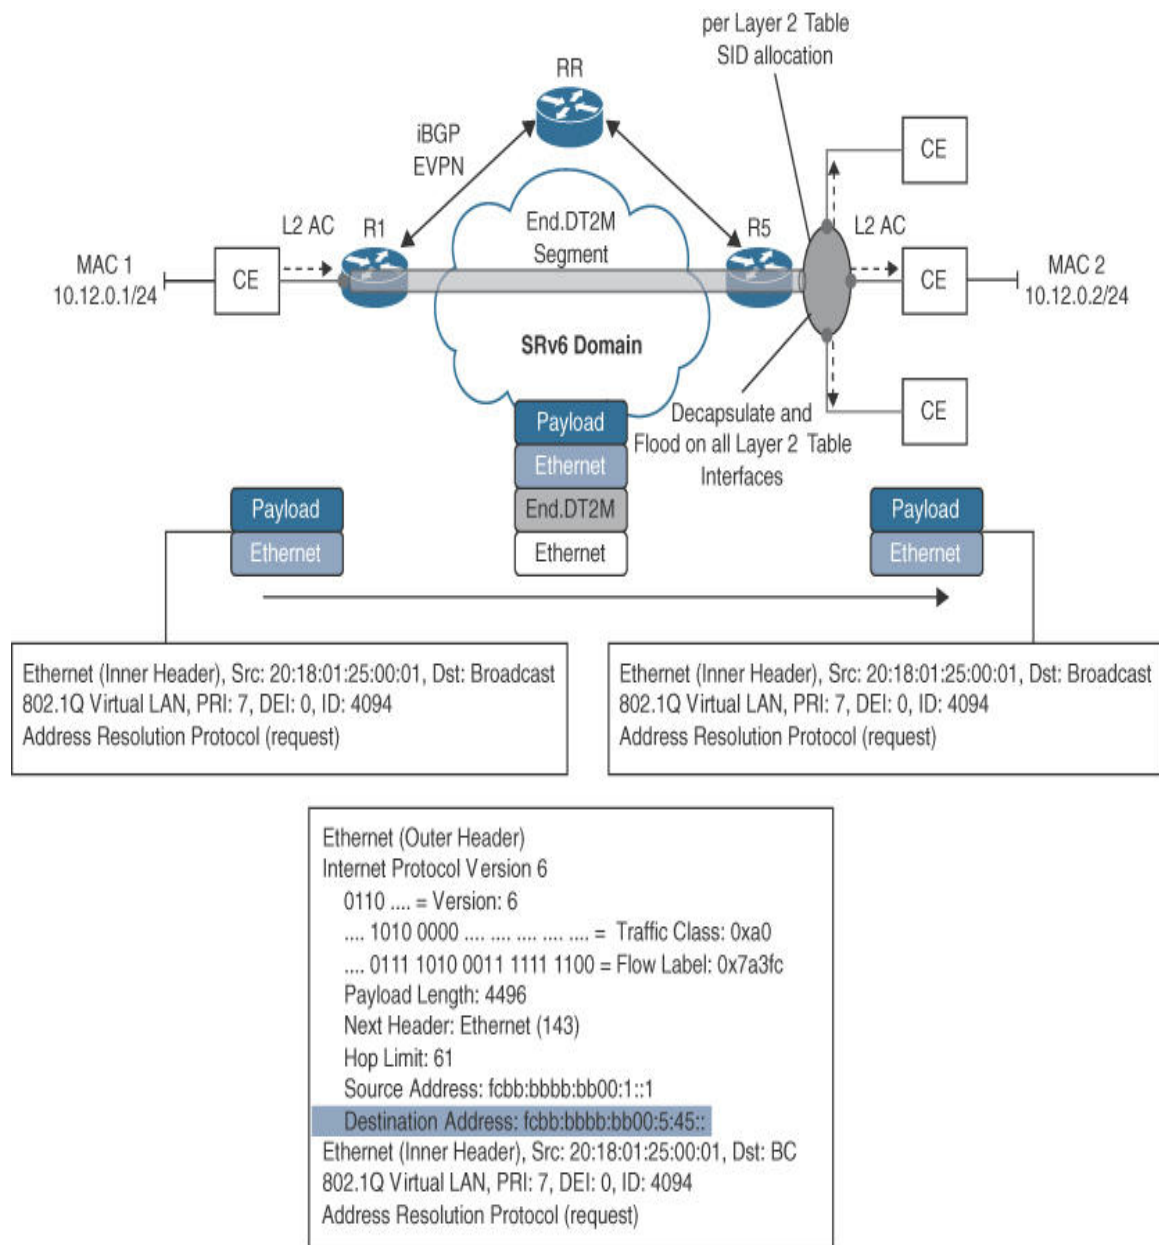 per Layer 2 Table
SID allocation
RR
iBGP
EVPN
CE
End.DT2M
Segment
L2 AC
R1
R5
L2 AC
MAC 1
10.12.0.1/24
CE
CE
MAC 2
10.12.0.2/24
SRv6 Domain
CE
Decapsulate and
Flood on all Layer 2 Table
Interfaces
Payload
Ethernet
End.DT2M
Ethernet
Payload
Ethernet
Payload
Ethernet
Ethernet (Inner Header), Src: 20:18:01:25:00:01, Dst: Broadcast
802.1Q Virtual LAN, PRI: 7, DEI: 0, ID: 4094
Address Resolution Protocol (request)
Ethernet (Inner Header), Src: 20:18:01:25:00:01, Dst: Broadcast
802.1Q Virtual LAN, PRI: 7, DEI: 0, ID: 4094
Address Resolution Protocol (request)
Ethernet (Outer Header)
Internet Protocol Version 6
0110 .... = Version: 6
.... 1010 0000 .... .... .... .... .... = Traffic Class: 0xa0
.... 0111 1010 0011 1111 1100 = Flow Label: 0x7a3fc
Payload Length: 4496
Next Header: Ethernet (143)
Hop Limit: 61
Source Address: fcbb:bbbb:bb00:1::1
Destination Address: fcbb:bbbb:bb00:5:45::
Ethernet (Inner Header), Src: 20:18:01:25:00:01, Dst: BC
802.1Q Virtual LAN, PRI: 7, DEI: 0, ID: 4094
Address Resolution Protocol (request)